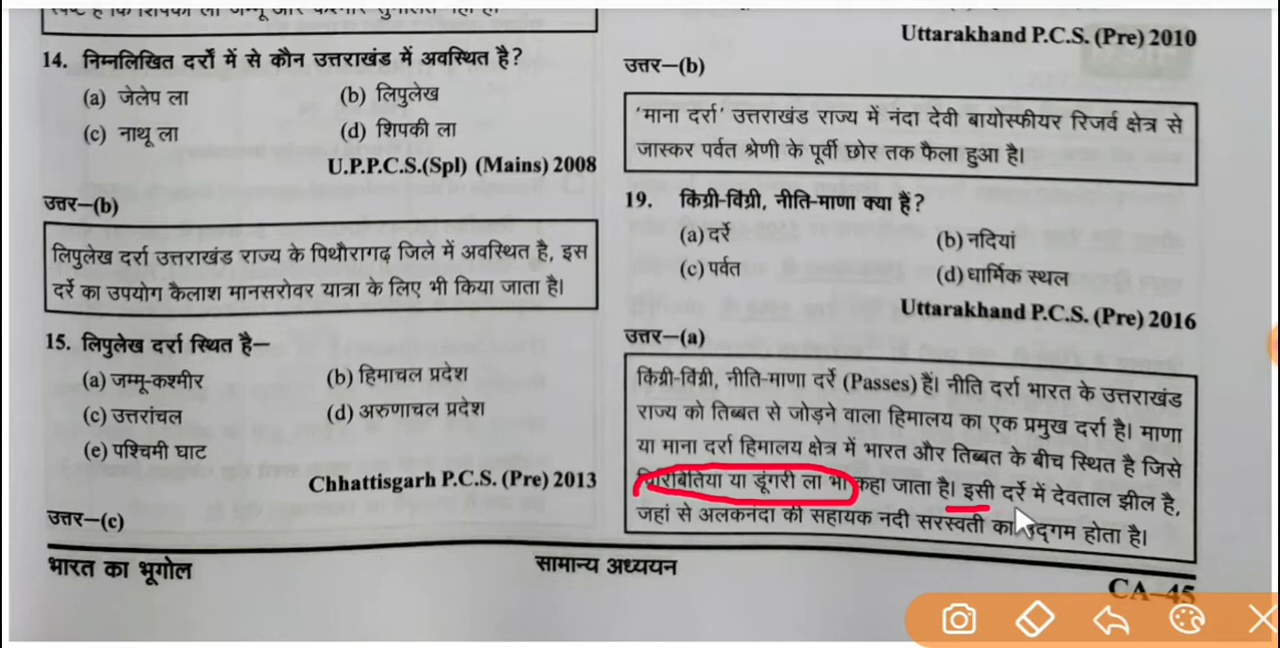 14. निम्नलिखित दर्रों में से कौन उत्तराखंड में अवस्थित है?
(a) जेलेप ला (b) लिपुलेख
(c) नाथू ला (d) शिपकी ला
U.P.P.C.S.(Spl) (Mains) 2008
उत्तर—(b)
लिपुलेख दर्रा उत्तराखंड राज्य के पिथौरागढ़ जिले में अवस्थित है, इस
दर्रे का उपयोग कैलाश मानसरोवर यात्रा के लिए भी किया जाता है।
15. लिपुलेख दर्रा स्थित है—
(a) जम्मू-कश्मीर (b) हिमाचल प्रदेश
(c) उत्तरांचल (d) अरुणाचल प्रदेश
(e) पश्चिमी घाट
Chhattisgarh P.C.S. (Pre) 2013
उत्तर—(c)
Uttarakhand P.C.S. (Pre) 2010
उत्तर—(b)
'माना दर्रा' उत्तराखंड राज्य में नंदा देवी बायोस्फीयर रिजर्व क्षेत्र से
जास्कर पर्वत श्रेणी के पूर्वी छोर तक फैला हुआ है।
19. किंग्री-विंग्री, नीति-माणा क्या हैं?
(a) दर्रे (b) नदियां
(c) पर्वत (d) धार्मिक स्थल
Uttarakhand P.C.S. (Pre) 2016
उत्तर—(a)
किंग्री-विंग्री, नीति-माणा दर्रे (Passes) हैं। नीति दर्रा भारत के उत्तराखंड
राज्य को तिब्बत से जोड़ने वाला हिमालय का एक प्रमुख दर्रा है। माणा
या माना दर्रा हिमालय क्षेत्र में भारत और तिब्बत के बीच स्थित है जिसे
या डूंगरी ला भी कहा जाता है। इसी दर्रे में देवताल झील है,
जहां से अलकनंदा की सहायक नदी सरस्वती का उद्गम होता है।
भारत का भूगोल सामान्य अध्ययन CA—45